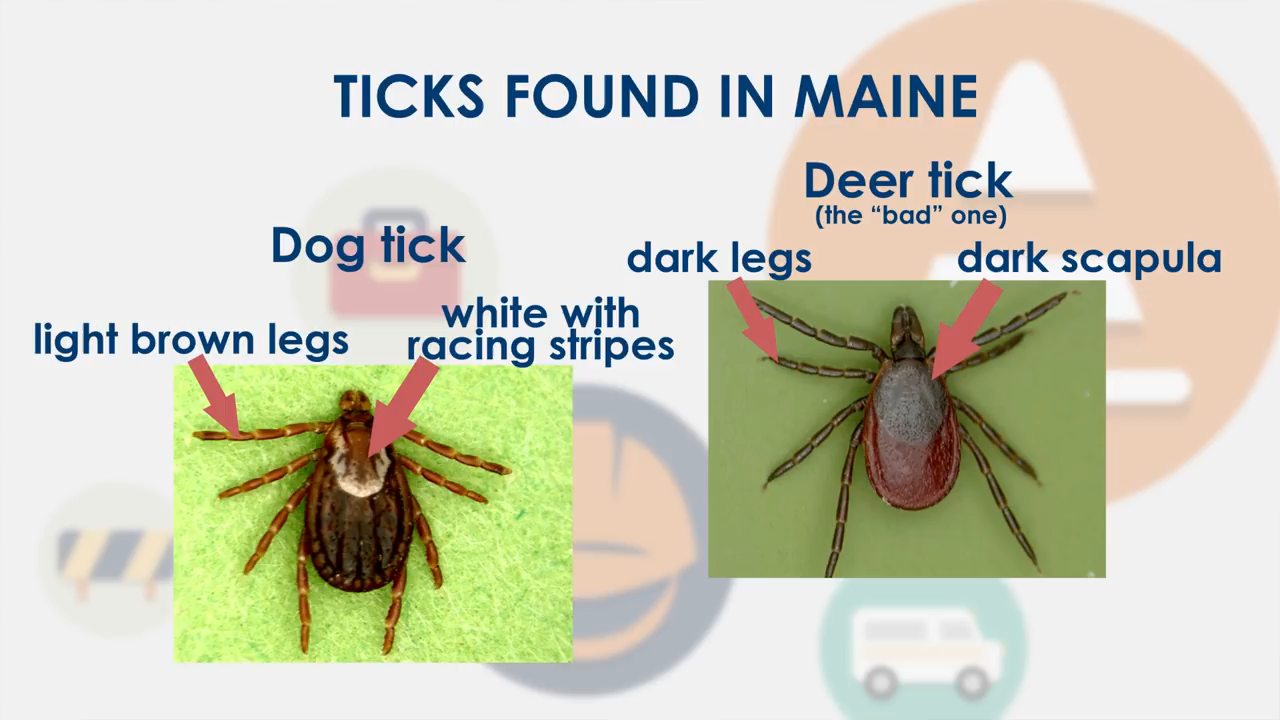 TICKS FOUND IN MAINE
Dog tick
light brown legs
white with
racing stripes
Deer tick
(the “bad” one)
dark legs
dark scapula